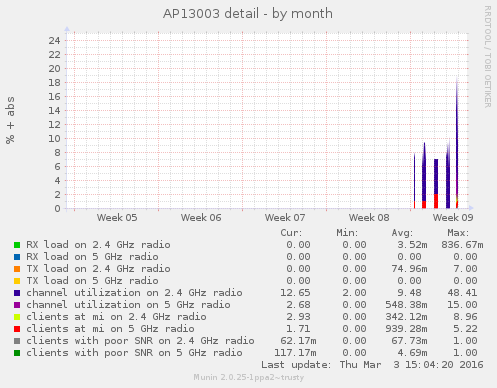 AP13003 detail - by month
RRDTOOL / TOBI OETIKER
% + abs
24
22
20
18
16
14
12
10
8
6
4
2
0
Week 05 Week 06 Week 07 Week 08 Week 09
Cur: Min: Avg: Max:
RX load on 2.4 GHz radio 0.00 0.00 3.52m 836.67m
RX load on 5 GHz radio 0.00 0.00 0.00 0.00
TX load on 2.4 GHz radio 0.00 0.00 74.96m 7.00
TX load on 5 GHz radio 0.00 0.00 0.00 0.00
channel utilization on 2.4 GHz radio 12.65 2.00 9.48 48.41
channel utilization on 5 GHz radio 2.68 0.00 548.38m 15.00
clients at mi on 2.4 GHz radio 2.93 0.00 342.12m 8.96
clients at mi on 5 GHz radio 1.71 0.00 939.28m 5.22
clients with poor SNR on 2.4 GHz radio 62.17m 0.00 67.73m 1.00
clients with poor SNR on 5 GHz radio 117.17m 0.00 4.69m 1.00
Last update: Thu Mar 3 15:04:20 2016
Munin 2.0.25-1ppa2~trusty